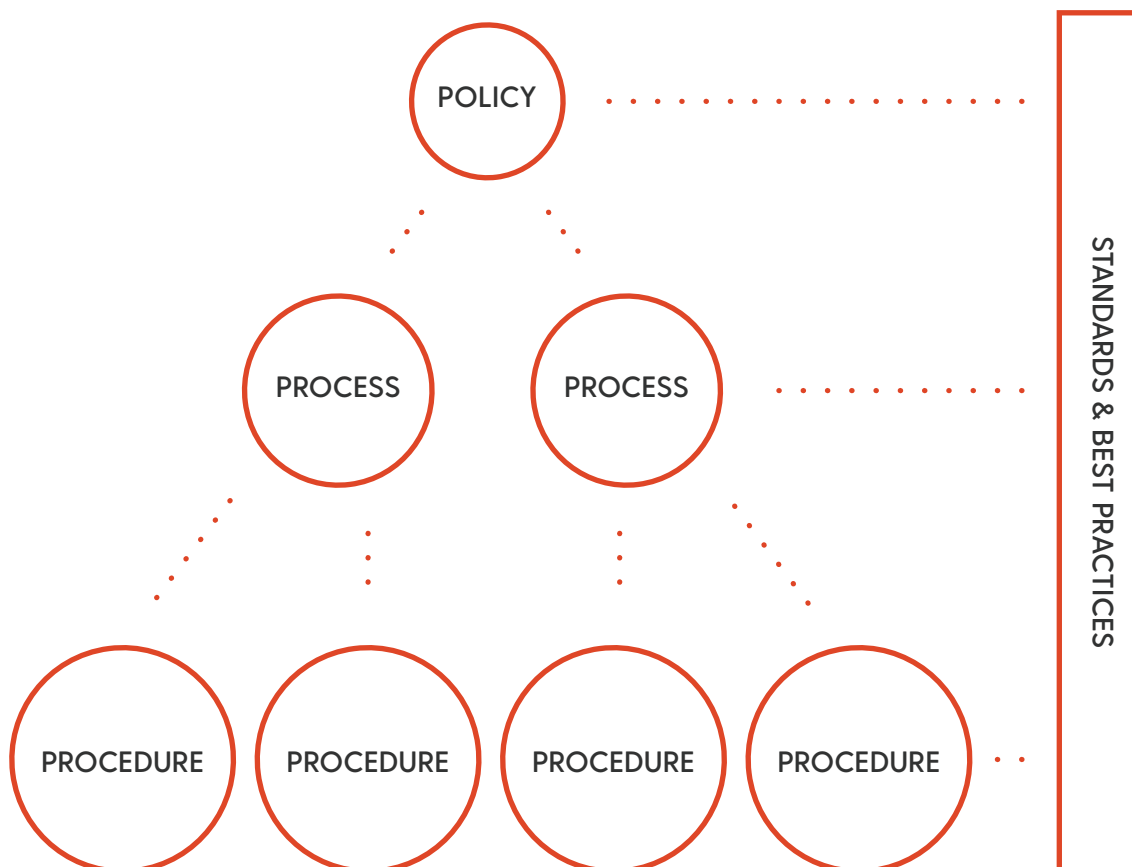 POLICY
PROCESS
PROCESS
PROCEDURE
PROCEDURE
PROCEDURE
PROCEDURE
STANDARDS & BEST PRACTICES